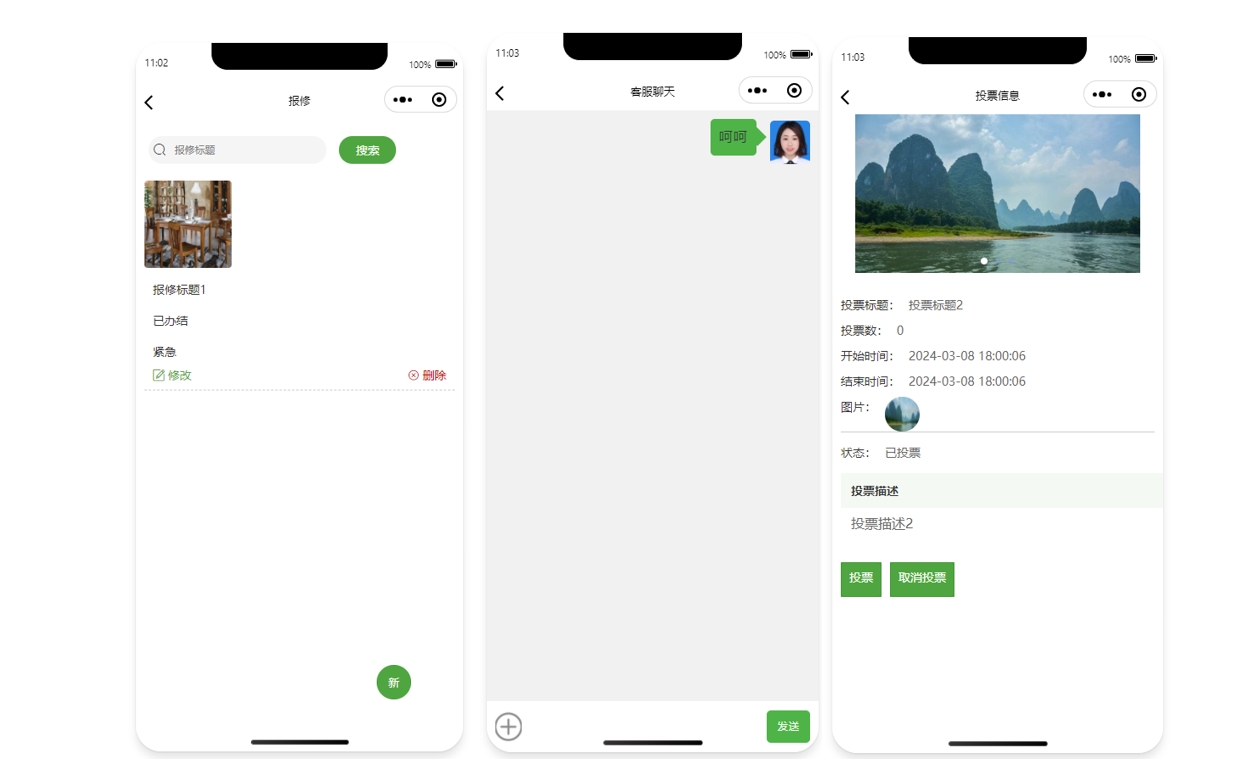 11:02
100%
报修
报修标题
搜索
报修标题1
已办结
紧急
修改
删除
新
11:03
100%
客服聊天
呵呵
发送
11:03
100%
投票信息
投票标题： 投票标题2
投票数： 0
开始时间： 2024-03-08 18:00:06
结束时间： 2024-03-08 18:00:06
图片：
状态： 已投票
投票描述
投票描述2
投票
取消投票